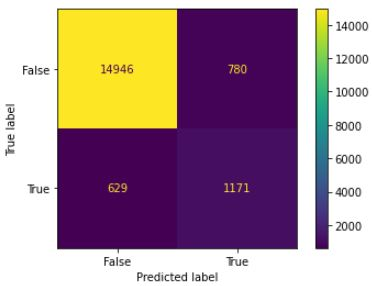 True label
False
14946
780
True
629
1171
False
True
Predicted label
14000
12000
10000
8000
6000
4000
2000